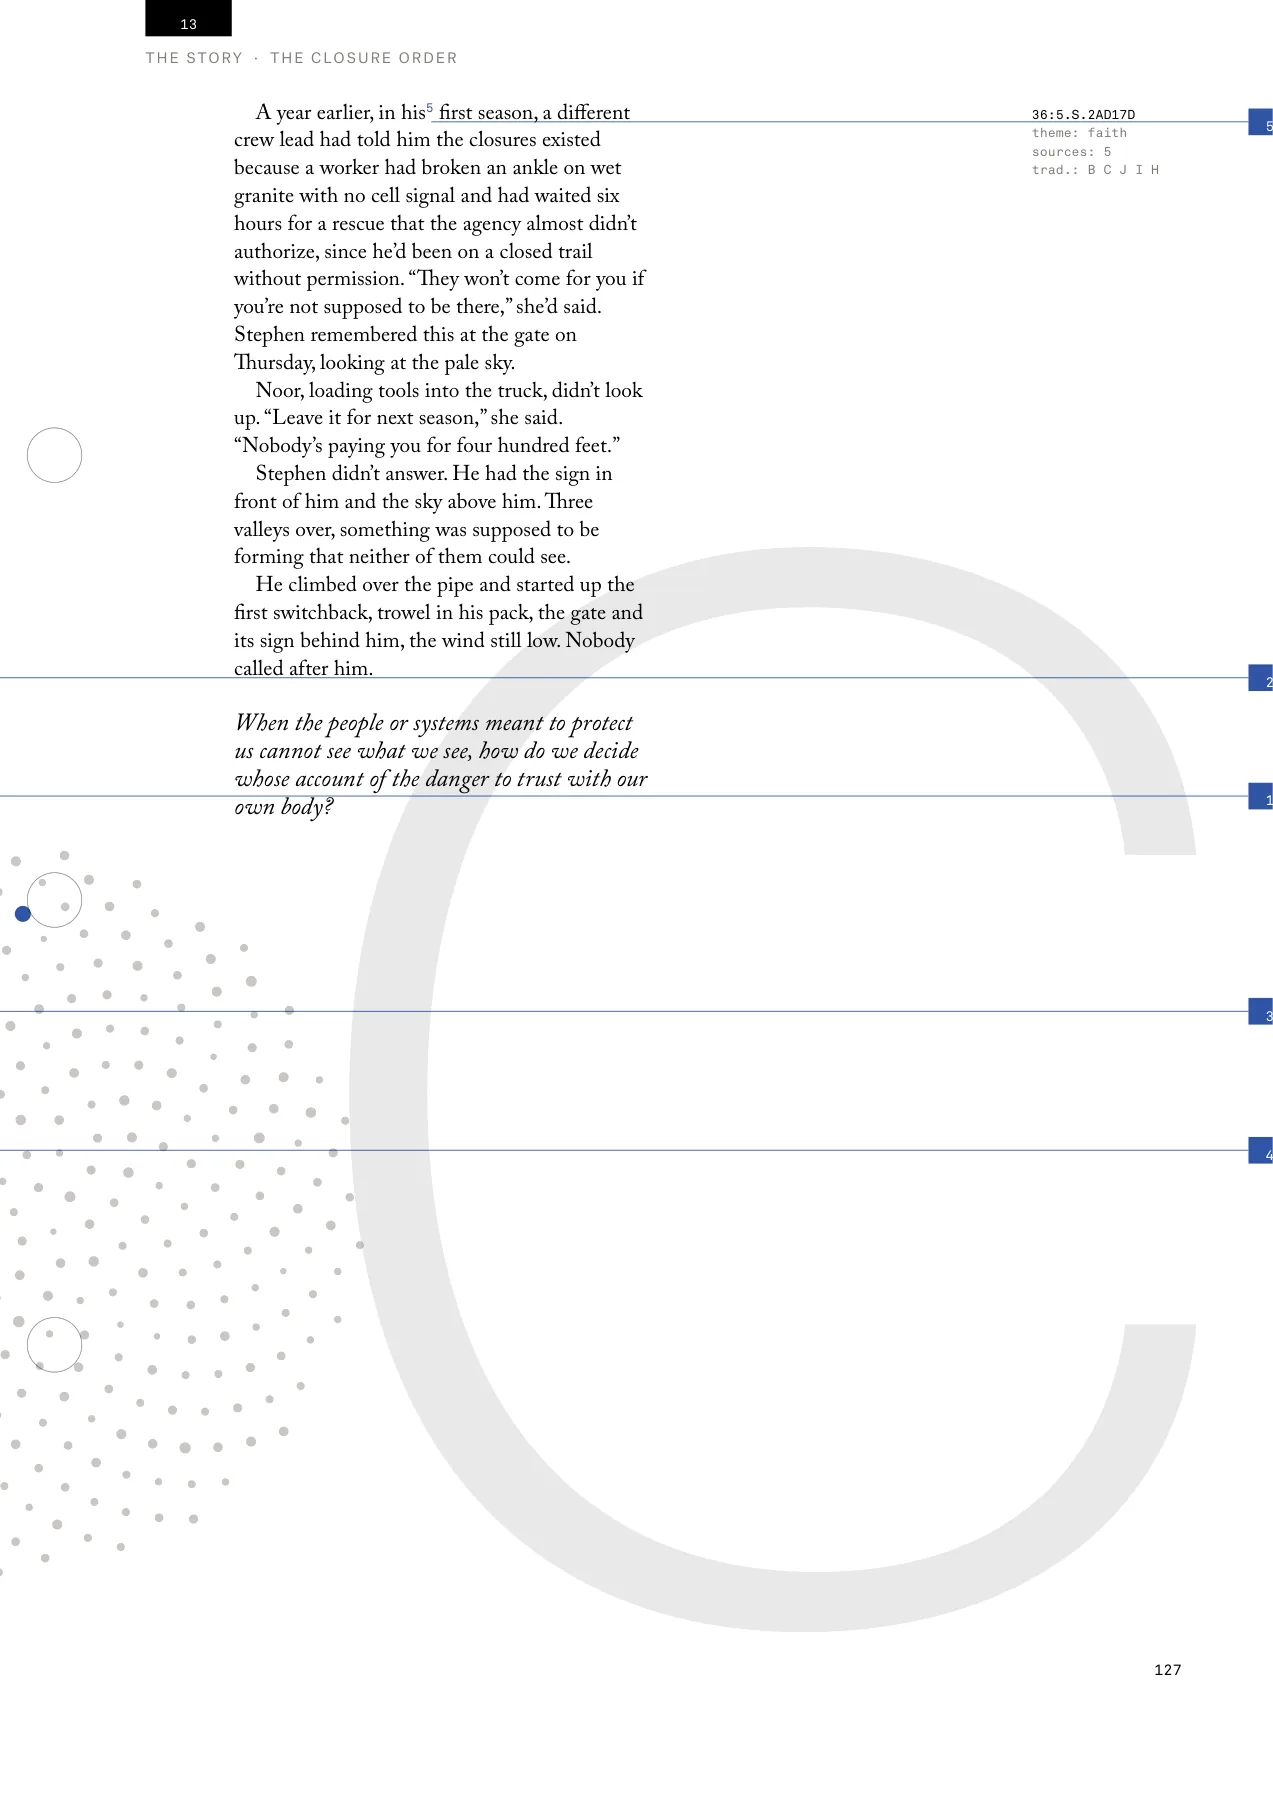 13
THE STORY · THE CLOSURE ORDER
A year earlier, in his5 first season, a different
crew lead had told him the closures existed
because a worker had broken an ankle on wet
granite with no cell signal and had waited six
hours for a rescue that the agency almost didn’t
authorize, since he’d been on a closed trail
without permission. “They won’t come for you if
you’re not supposed to be there,” she’d said.
Stephen remembered this at the gate on
Thursday, looking at the pale sky.
Noor, loading tools into the truck, didn’t look
up. “Leave it for next season,” she said.
“Nobody’s paying you for four hundred feet.”
Stephen didn’t answer. He had the sign in
front of him and the sky above him. Three
valleys over, something was supposed to be
forming that neither of them could see.
He climbed over the pipe and started up the
first switchback, trowel in his pack, the gate and
its sign behind him, the wind still low. Nobody
called after him.
When the people or systems meant to protect
us cannot see what we see, how do we decide
whose account of the danger to trust with our
own body?
36:5.S.2AD17D
theme: faith
sources: 5
trad.: B C J I H
5
2
1
3
4
C
127